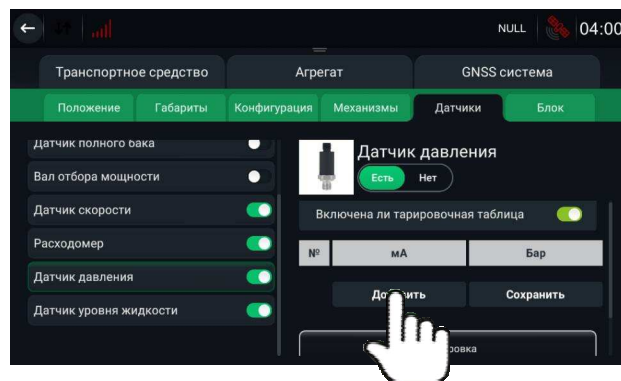 NULL 04:00
Транспортное средство Агрегат GNSS система
Положение Габариты Конфигурация Механизмы Датчики Блок
Датчик полного бака
Вал отбора мощности
Датчик скорости
Расходомер
Датчик давления
Датчик уровня жидкости
Датчик давления
Есть Нет
Включена ли тарировочная таблица
№ мА Бар
Сохранить